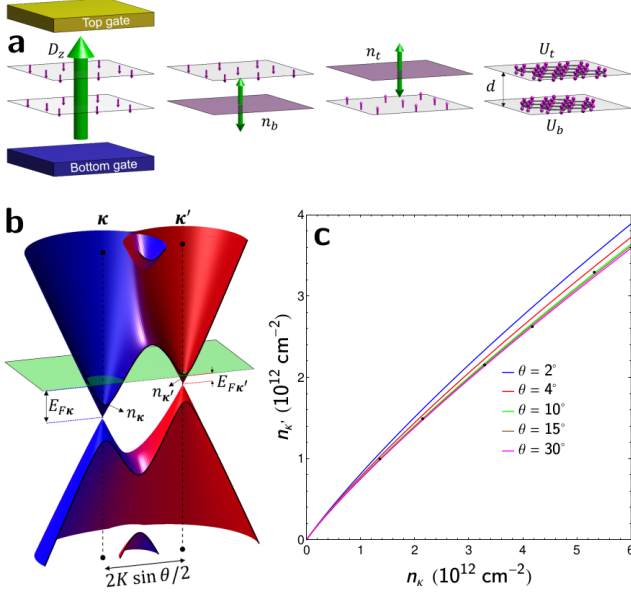 Top gate
a
D_z
n_t
U_t
d
n_b
U_b
Bottom gate
b
κ
κ′
E_Fκ
n_κ
n_κ′
E_Fκ′
2K sin θ/2
c
n_κ′ (10^12 cm^−2)
4
3
2
1
0
θ = 2°
θ = 4°
θ = 10°
θ = 15°
θ = 30°
0 1 2 3 4 5 6
n_κ (10^12 cm^−2)